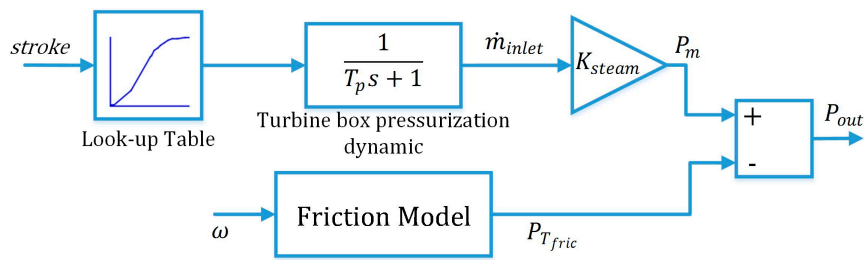 stroke
Look-up Table
1
T_p s + 1
Turbine box pressurization
dynamic
ṁ_inlet
K_steam
P_m
+
-
P_out
ω
Friction Model
P_T_fric